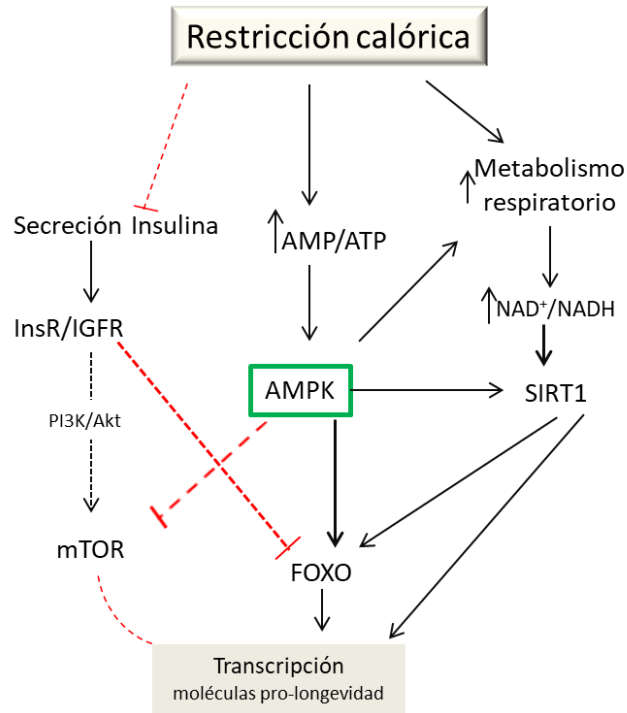 Restricción calórica
Metabolismo
respiratorio
Secreción Insulina
AMP/ATP
NAD⁺/NADH
InsR/IGFR
AMPK
SIRT1
PI3K/Akt
mTOR
FOXO
Transcripción
moléculas pro-longevidad